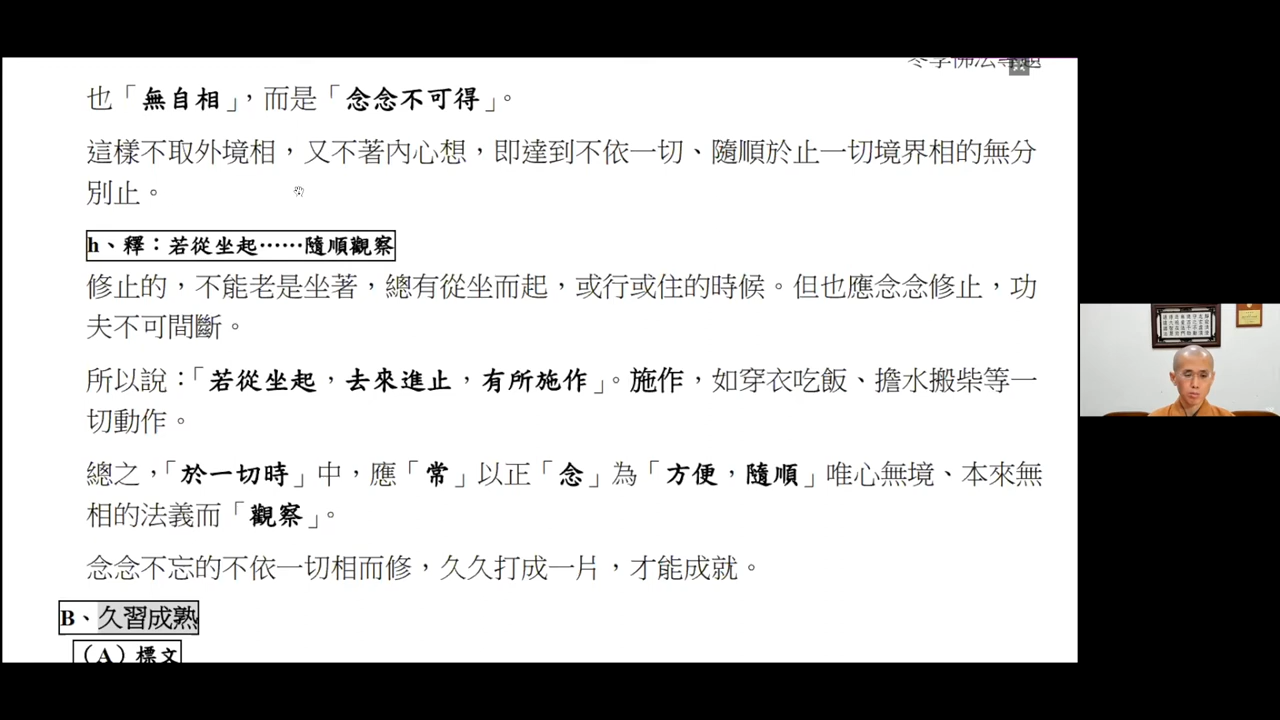 冬季佛法專題
也「無自相」，而是「念念不可得」。
這樣不取外境相，又不著內心想，即達到不依一切、隨順於止一切境界相的無分
別止。
h、釋：若從坐起……隨順觀察
修止的，不能老是坐著，總有從坐而起，或行或住的時候。但也應念念修止，功
夫不可間斷。
所以說：「若從坐起，去來進止，有所施作」。施作，如穿衣吃飯、擔水搬柴等一
切動作。
總之，「於一切時」中，應「常」以正「念」為「方便，隨順」唯心無境、本來無
相的法義而「觀察」。
念念不忘的不依一切相而修，久久打成一片，才能成就。
B、久習成熟
（A）標文